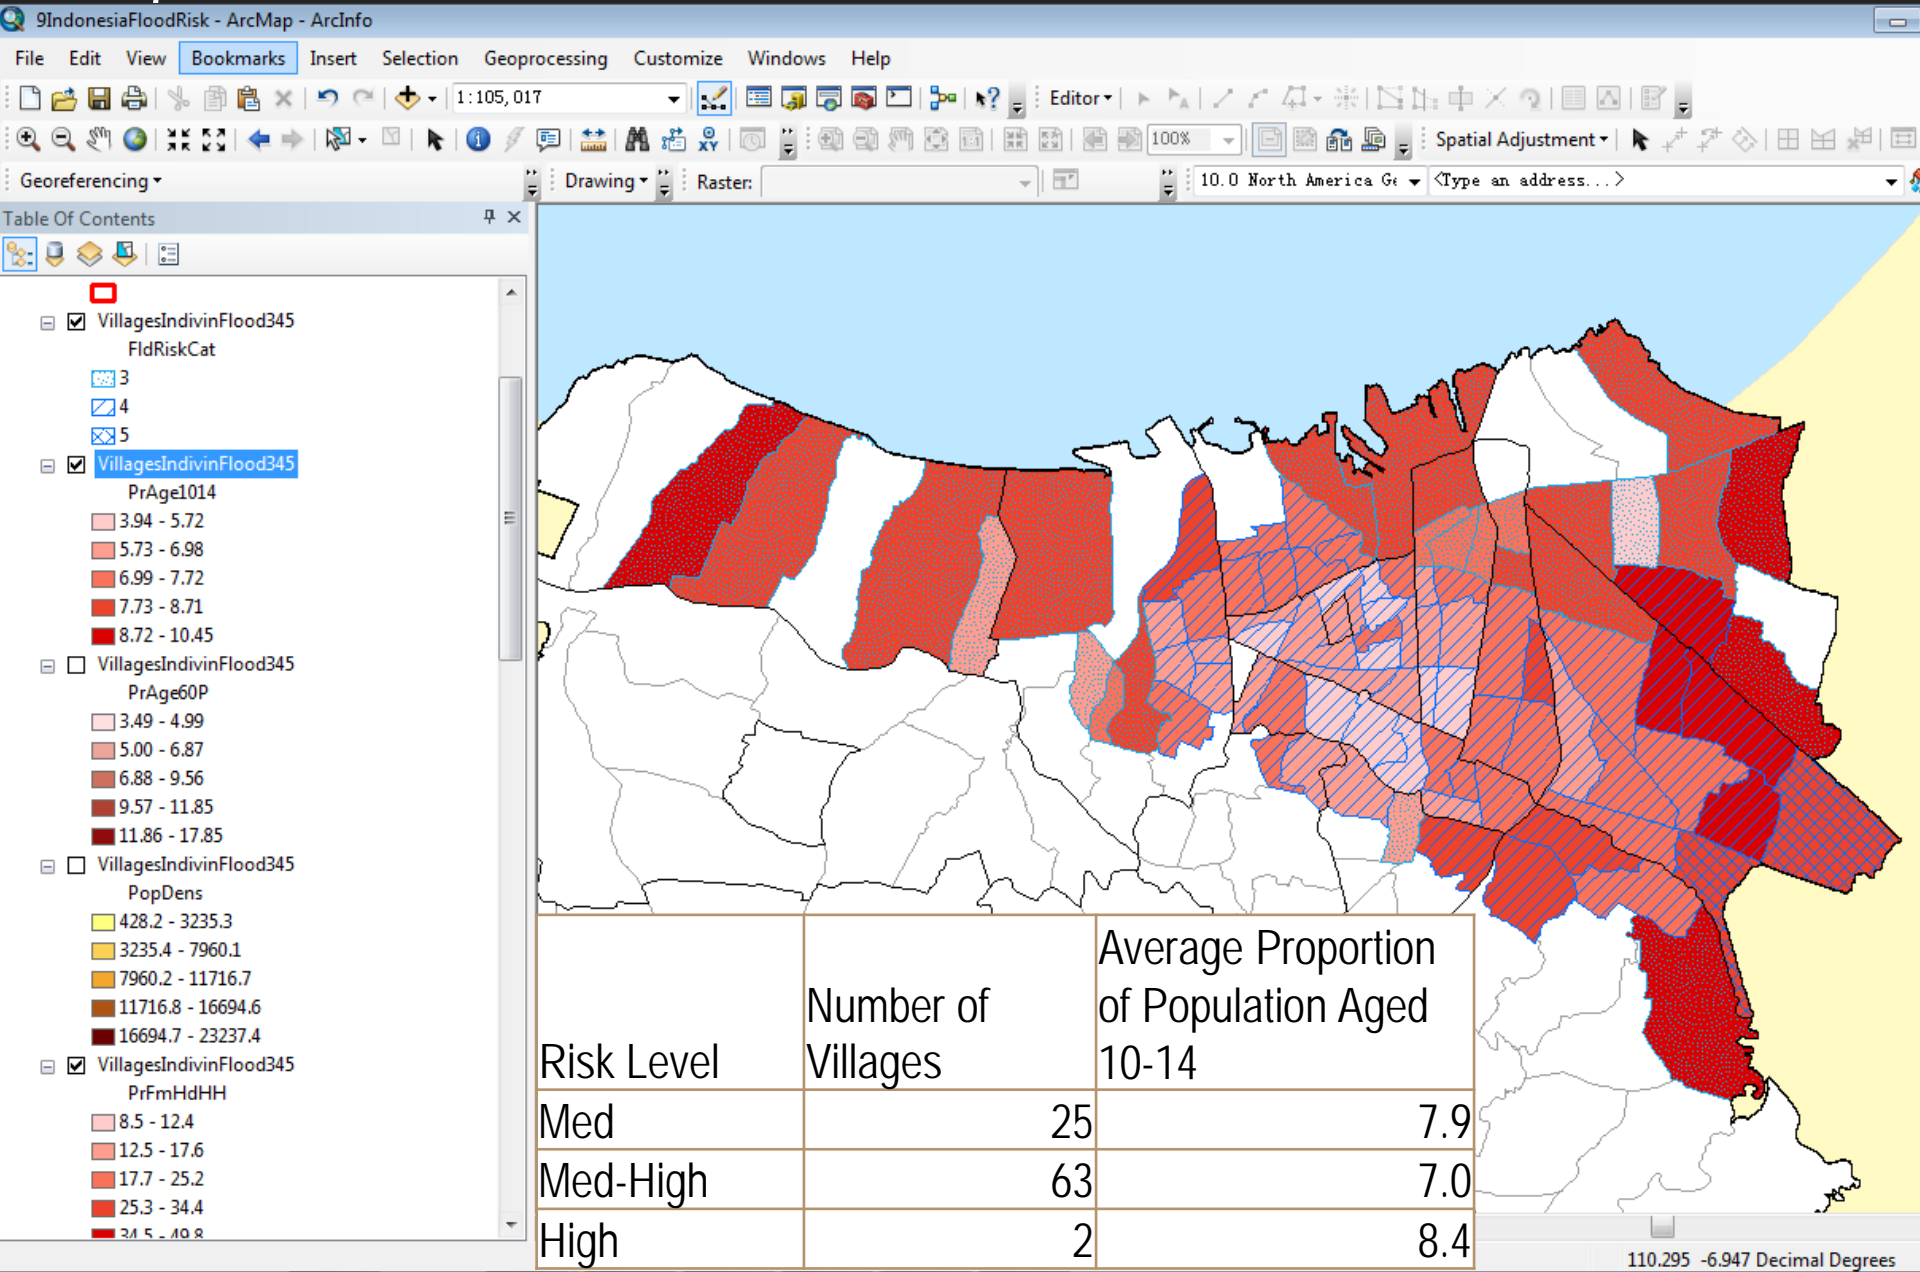 9IndonesiaFloodRisk - ArcMap - ArcInfo
File Edit View Bookmarks Insert Selection Geoprocessing Customize Windows Help
1:105,017
Editor
100%
Spatial Adjustment
Georeferencing
Drawing
Raster:
10.0 North America Ge
<Type an address...>
Table Of Contents
VillagesIndivinFlood345
FldRiskCat
3
4
5
VillagesIndivinFlood345
PrAge1014
3.94 - 5.72
5.73 - 6.98
6.99 - 7.72
7.73 - 8.71
8.72 - 10.45
VillagesIndivinFlood345
PrAge60P
3.49 - 4.99
5.00 - 6.87
6.88 - 9.56
9.57 - 11.85
11.86 - 17.85
VillagesIndivinFlood345
PopDens
428.2 - 3235.3
3235.4 - 7960.1
7960.2 - 11716.7
11716.8 - 16694.6
16694.7 - 23237.4
VillagesIndivinFlood345
PrFmHdHH
8.5 - 12.4
12.5 - 17.6
17.7 - 25.2
25.3 - 34.4
34.5 - 49.8
Risk Level
Number of
Villages
Average Proportion
of Population Aged
10-14
Med 25 7.9
Med-High 63 7.0
High 2 8.4
110.295 -6.947 Decimal Degrees